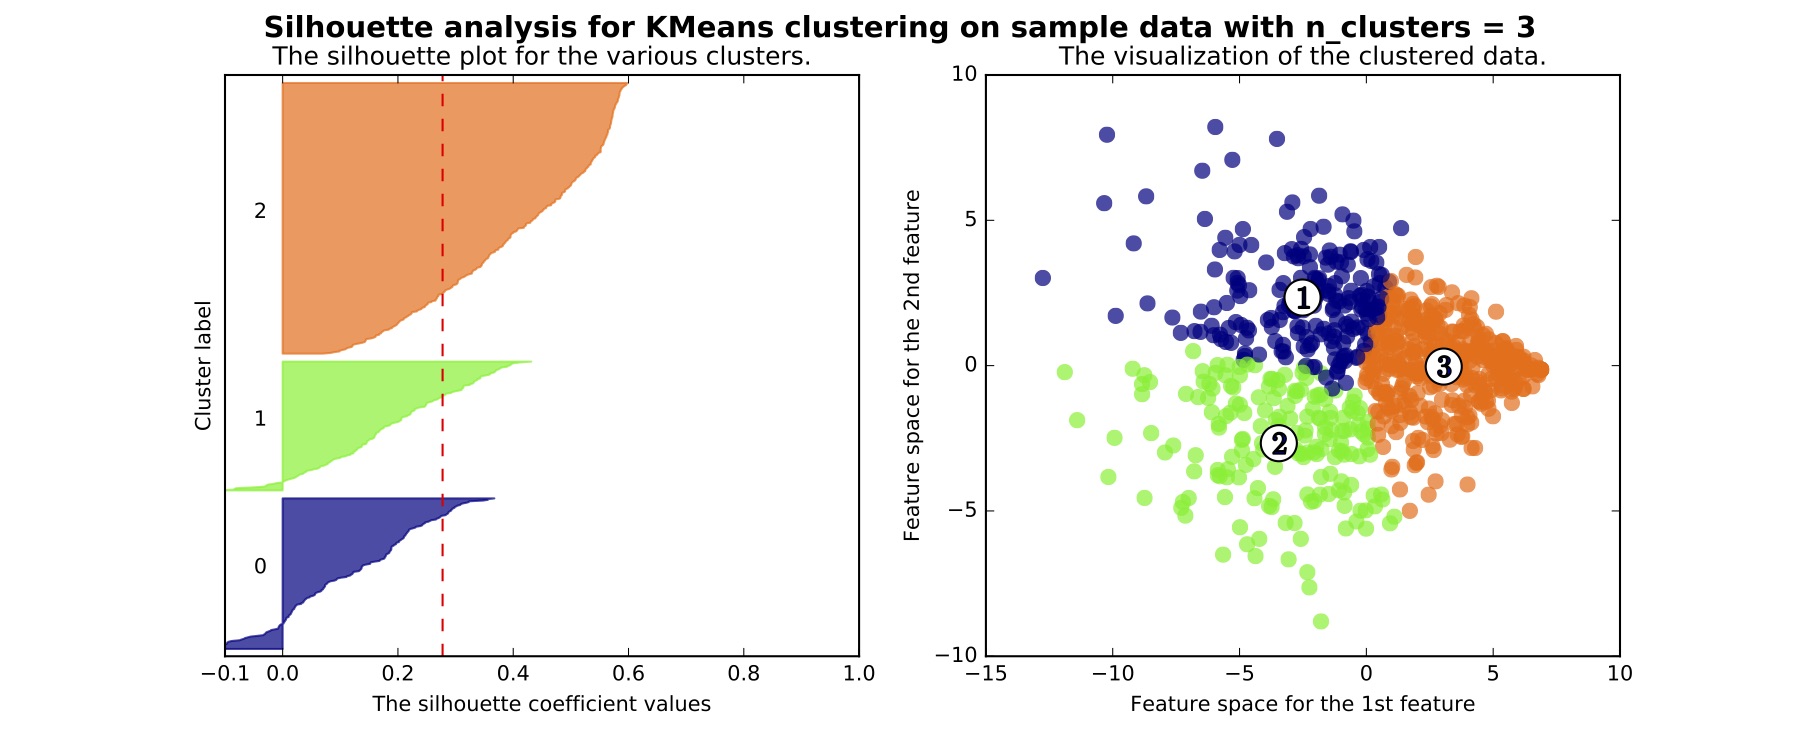 Silhouette analysis for KMeans clustering on sample data with n_clusters = 3
The silhouette plot for the various clusters.
Cluster label
2
1
0
−0.1 0.0 0.2 0.4 0.6 0.8 1.0
The silhouette coefficient values
The visualization of the clustered data.
Feature space for the 2nd feature
10
5
0
−5
−10
1
3
2
−15 −10 −5 0 5 10
Feature space for the 1st feature